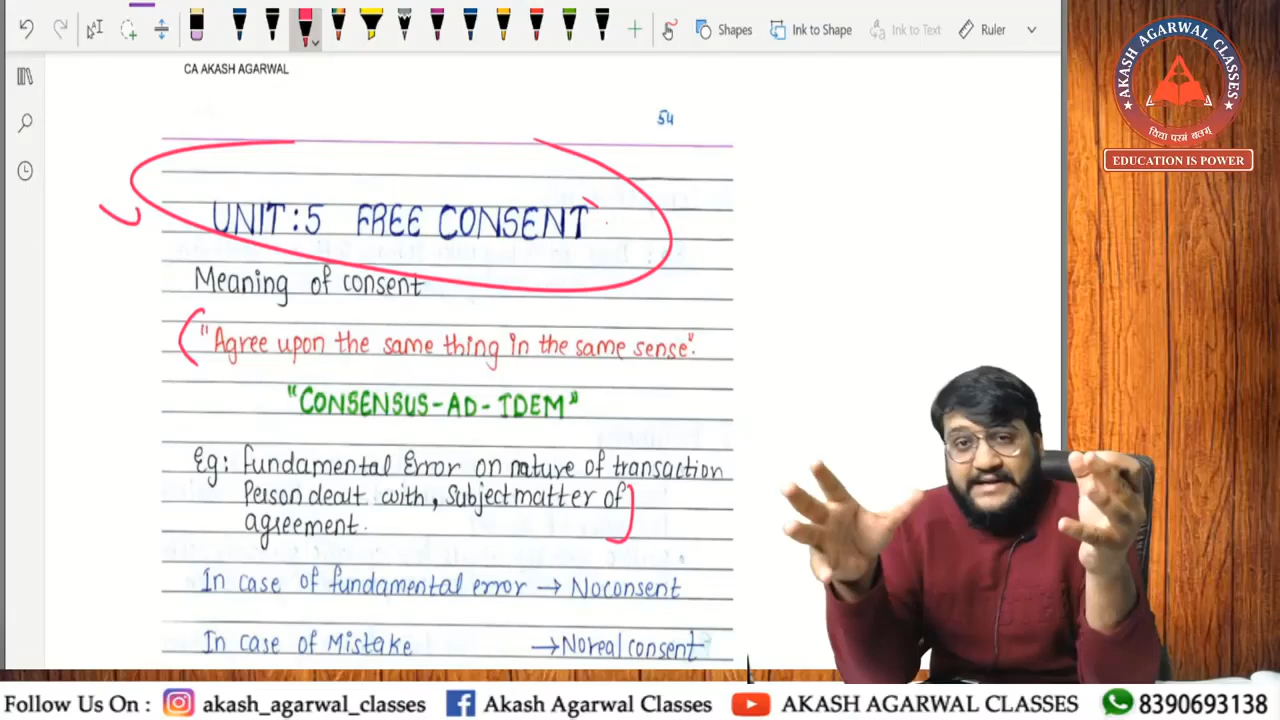 Shapes
Ink to Shape
Ink to Text
Ruler
CA AKASH AGARWAL
54
UNIT:5 FREE CONSENT
Meaning of consent
"Agree upon the same thing in the same sense".
"CONSENSUS-AD-IDEM"
Eg: Fundamental Error on nature of transaction
Person dealt with, Subject matter of
agreement.
In case of fundamental error → No consent
In case of Mistake → No real consent
AKASH AGARWAL CLASSES
विद्या परमं बलम्
EDUCATION IS POWER
Follow Us On : akash_agarwal_classes Akash Agarwal Classes AKASH AGARWAL CLASSES 8390693138